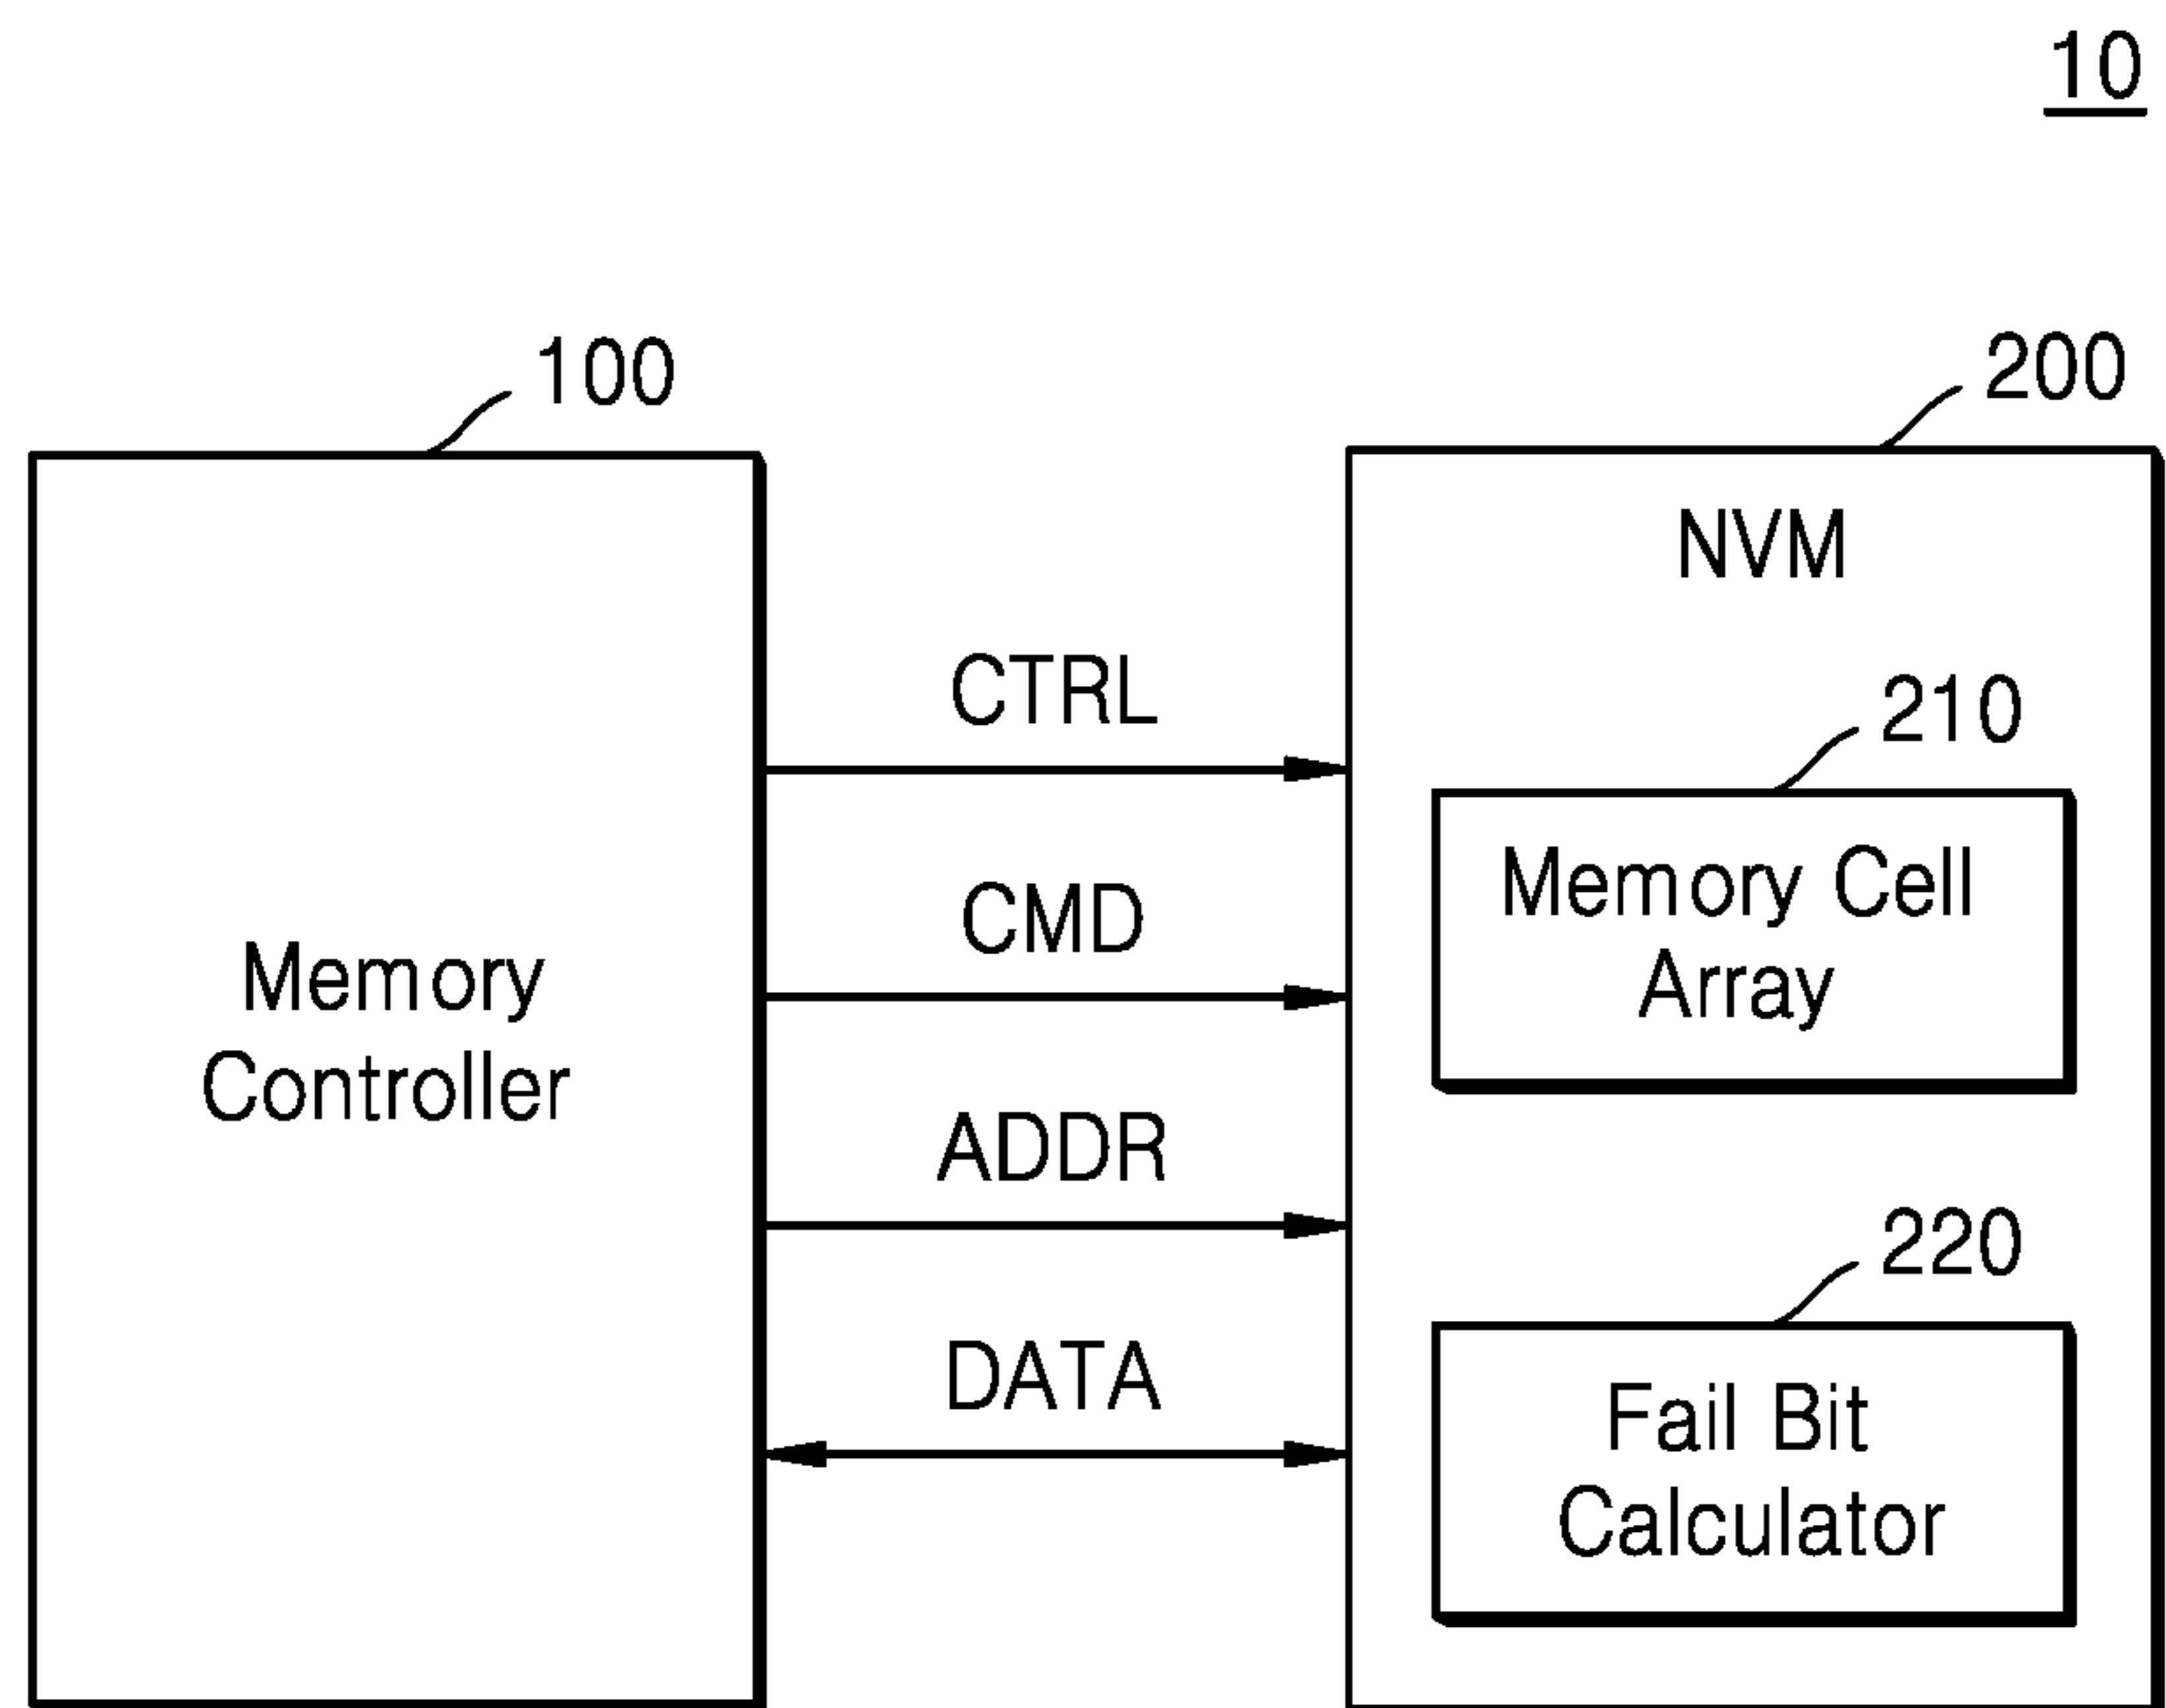 10
100
200
NVM
CTRL
210
Memory Cell
Array
CMD
Memory
Controller
ADDR
220
DATA
Fail Bit
Calculator